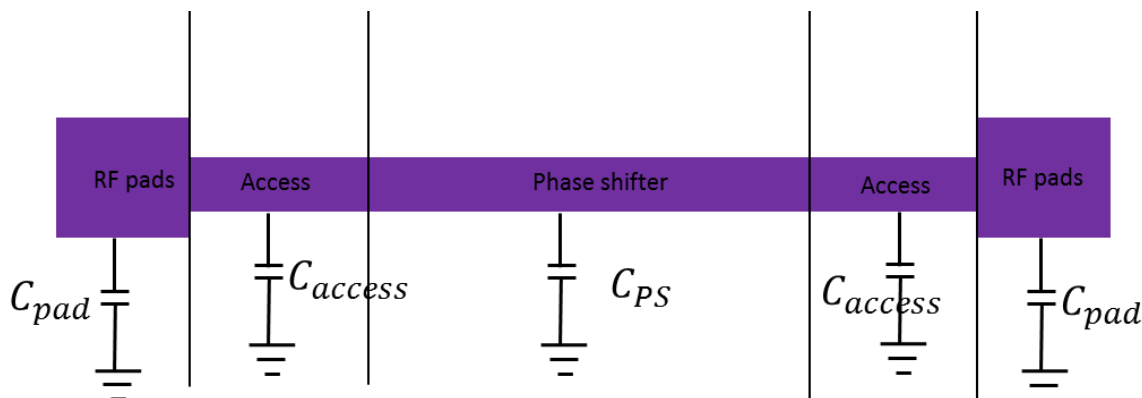 RF pads
Access
Phase shifter
Access
RF pads
C_pad
C_access
C_PS
C_access
C_pad